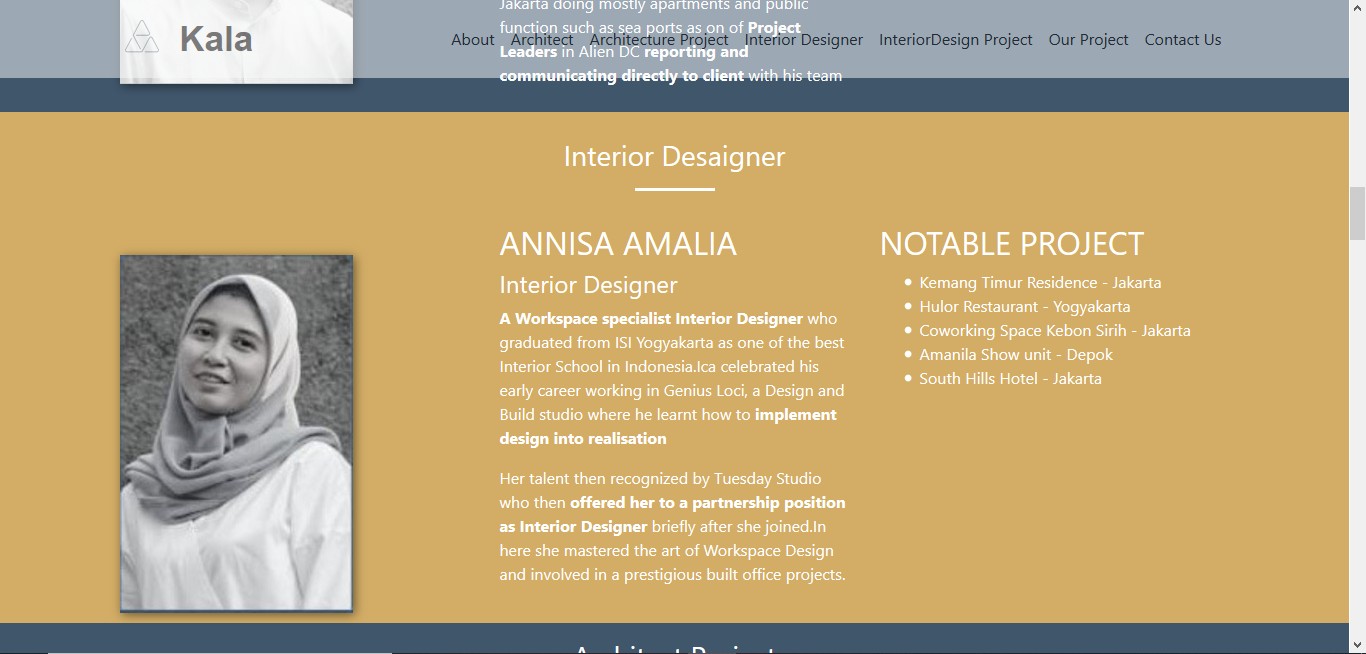 Jakarta doing mostly apartments and public
function such as sea ports as on of Project
Leaders in Alien DC reporting and
communicating directly to client with his team
Kala
About Architect Architecture Project Interior Designer InteriorDesign Project Our Project Contact Us
Interior Desaigner
ANNISA AMALIA
Interior Designer
A Workspace specialist Interior Designer who
graduated from ISI Yogyakarta as one of the best
Interior School in Indonesia.Ica celebrated his
early career working in Genius Loci, a Design and
Build studio where he learnt how to implement
design into realisation
Her talent then recognized by Tuesday Studio
who then offered her to a partnership position
as Interior Designer briefly after she joined.In
here she mastered the art of Workspace Design
and involved in a prestigious built office projects.
NOTABLE PROJECT
Kemang Timur Residence - Jakarta
Hulor Restaurant - Yogyakarta
Coworking Space Kebon Sirih - Jakarta
Amanila Show unit - Depok
South Hills Hotel - Jakarta
Architect Project